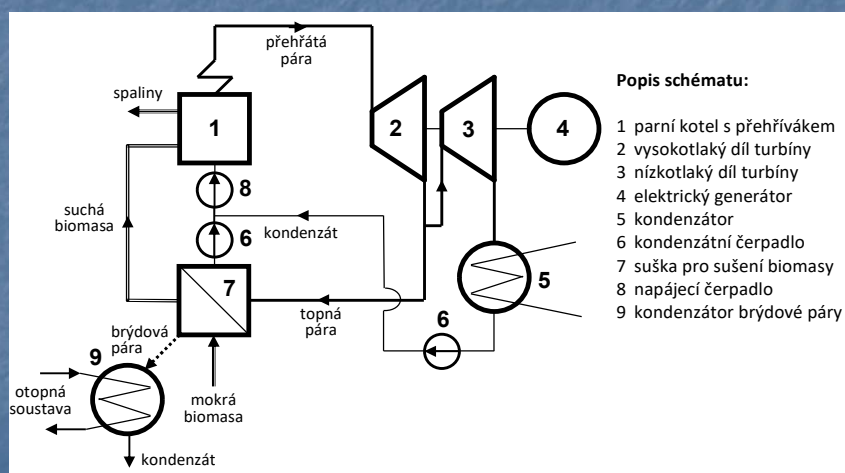 přehřátá
pára
spaliny
1
2
3
4
8
suchá
biomasa
kondenzát
6
7
topná
pára
5
6
brýdová
pára
9
otopná
soustava
mokrá
biomasa
kondenzát
Popis schématu:
1 parní kotel s přehřívákem
2 vysokotlaký díl turbíny
3 nízkotlaký díl turbíny
4 elektrický generátor
5 kondenzátor
6 kondenzátní čerpadlo
7 suška pro sušení biomasy
8 napájecí čerpadlo
9 kondenzátor brýdové páry